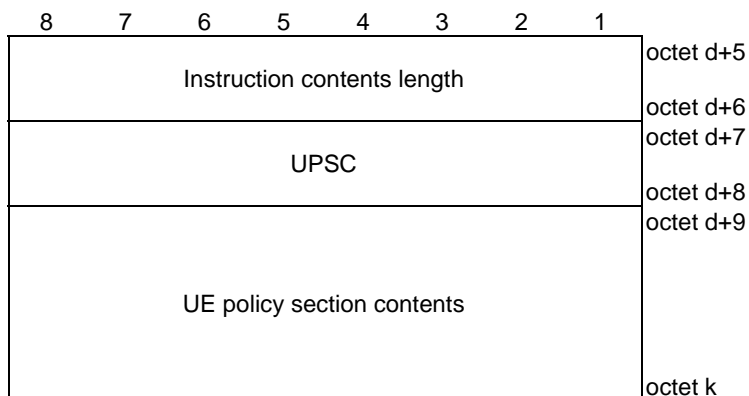 8 7 6 5 4 3 2 1
octet d+5
Instruction contents length
octet d+6
octet d+7
UPSC
octet d+8
octet d+9
UE policy section contents
octet k